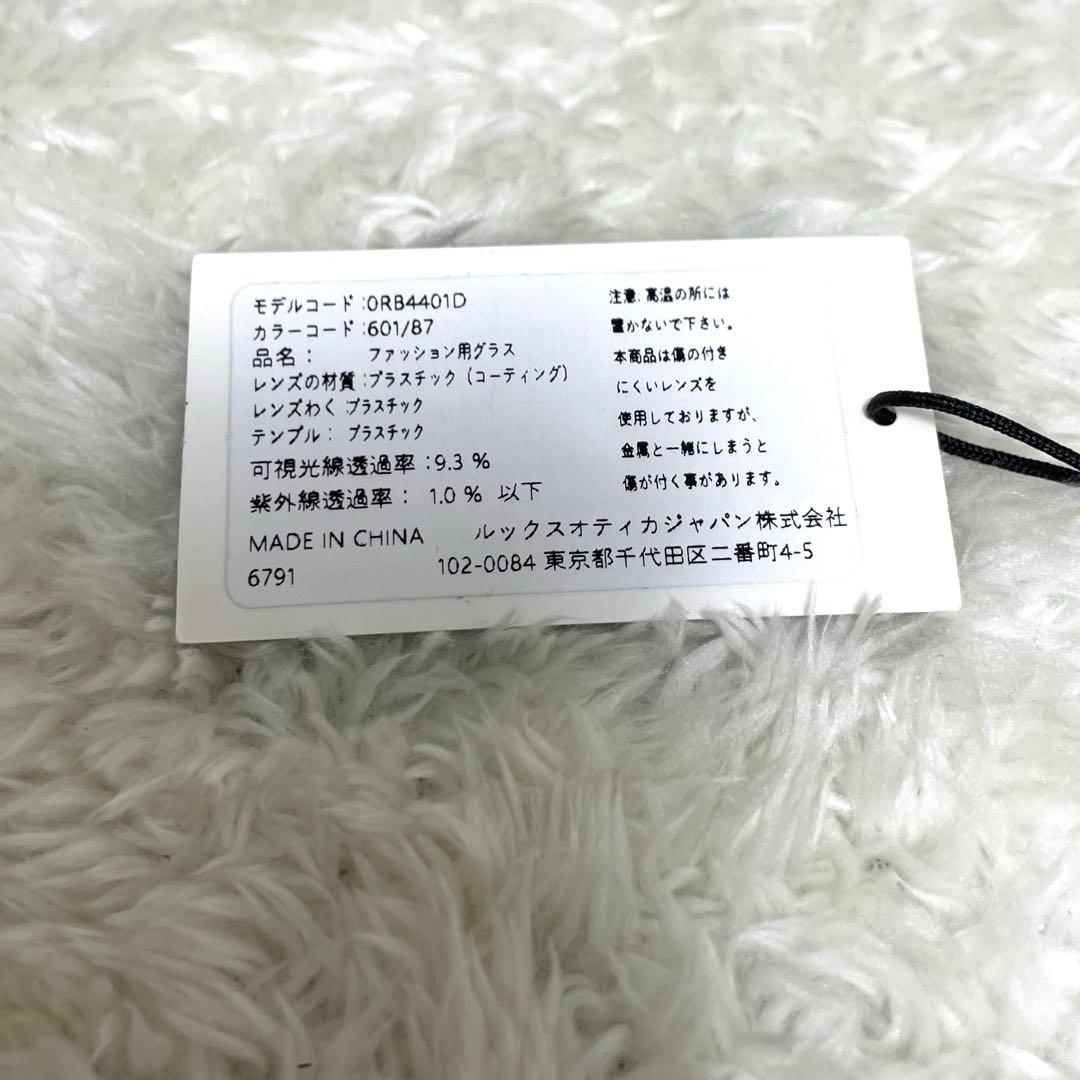 モデルコード :0RB4401D
カラーコード :601/87
品名： ファッション用グラス
レンズの材質 :プラスチック（コーティング）
レンズわく :プラスチック
テンプル： プラスチック
可視光線透過率 :9.3 %
紫外線透過率： 1.0 % 以下
MADE IN CHINA
6791
注意: 高温の所には
置かないで下さい。
本商品は傷の付き
にくいレンズを
使用しておりますが、
金属と一緒にしまうと
傷が付く事があります。
ルックスオティカジャパン株式会社
102-0084 東京都千代田区二番町4-5